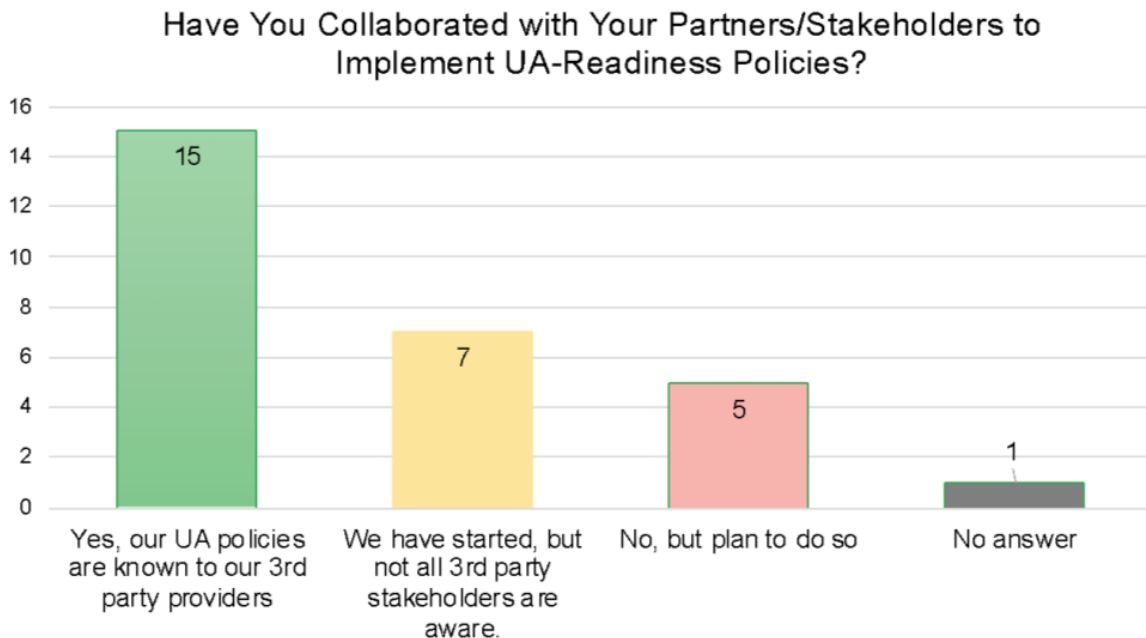 Have You Collaborated with Your Partners/Stakeholders to
Implement UA-Readiness Policies?
16
14
12
10
8
6
4
2
0
15
7
5
1
Yes, our UA policies
are known to our 3rd
party providers
We have started, but
not all 3rd party
stakeholders are
aware.
No, but plan to do so
No answer